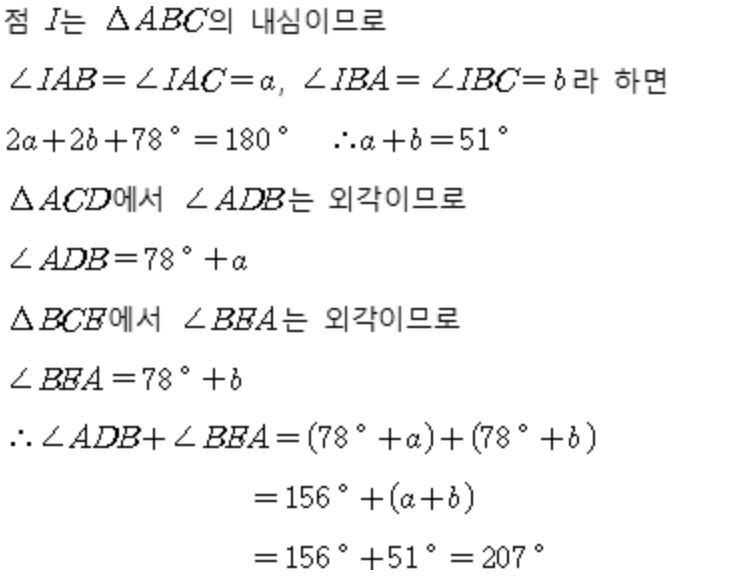 점 I는 △ABC의 내심이므로
∠IAB=∠IAC=a, ∠IBA=∠IBC=b라 하면
2a+2b+78°=180° ∴a+b=51°
△ACD에서 ∠ADB는 외각이므로
∠ADB=78°+a
△BCE에서 ∠BEA는 외각이므로
∠BEA=78°+b
∴∠ADB+∠BEA=(78°+a)+(78°+b)
=156°+(a+b)
=156°+51°=207°